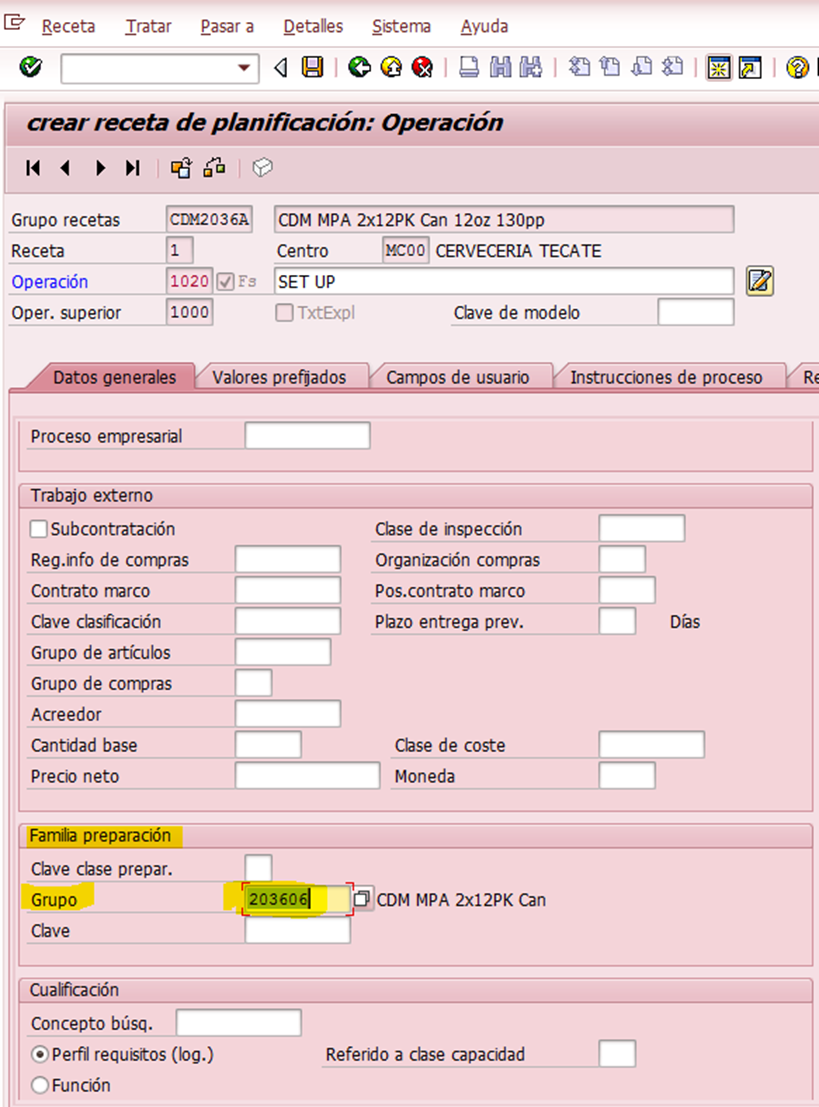 Receta Tratar Pasar a Detalles Sistema Ayuda
crear receta de planificación: Operación
Grupo recetas CDM2036A CDM MPA 2x12PK Can 12oz 130pp
Receta 1 Centro MC00 CERVECERIA TECATE
Operación 1020 Fs SET UP
Oper. superior 1000 TxtExpl Clave de modelo
Datos generales Valores prefijados Campos de usuario Instrucciones de proceso Re
Proceso empresarial
Trabajo externo
Subcontratación Clase de inspección
Reg.info de compras Organización compras
Contrato marco Pos.contrato marco
Clave clasificación Plazo entrega prev. Días
Grupo de artículos
Grupo de compras
Acreedor
Cantidad base Clase de coste
Precio neto Moneda
Familia preparación
Clave clase prepar.
Grupo 203606 CDM MPA 2x12PK Can
Clave
Cualificación
Concepto búsq.
Perfil requisitos (log.) Referido a clase capacidad
Función